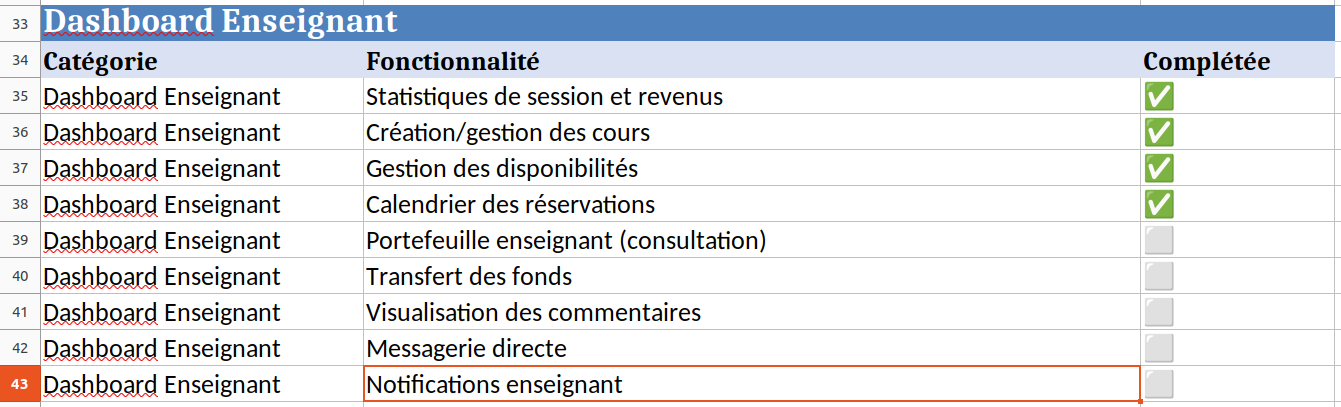 33 Dashboard Enseignant
34 Catégorie Fonctionnalité Complétée
35 Dashboard Enseignant Statistiques de session et revenus ✅
36 Dashboard Enseignant Création/gestion des cours ✅
37 Dashboard Enseignant Gestion des disponibilités ✅
38 Dashboard Enseignant Calendrier des réservations ✅
39 Dashboard Enseignant Portefeuille enseignant (consultation) ⬜
40 Dashboard Enseignant Transfert des fonds ⬜
41 Dashboard Enseignant Visualisation des commentaires ⬜
42 Dashboard Enseignant Messagerie directe ⬜
43 Dashboard Enseignant Notifications enseignant ⬜